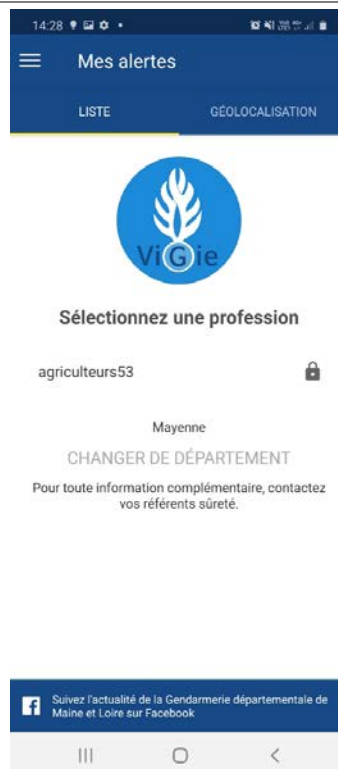 14:28
Mes alertes
LISTE
GÉOLOCALISATION
ViGie
Sélectionnez une profession
agriculteurs53
Mayenne
CHANGER DE DÉPARTEMENT
Pour toute information complémentaire, contactez
vos référents sûreté.
Suivez l'actualité de la Gendarmerie départementale de
Maine et Loire sur Facebook